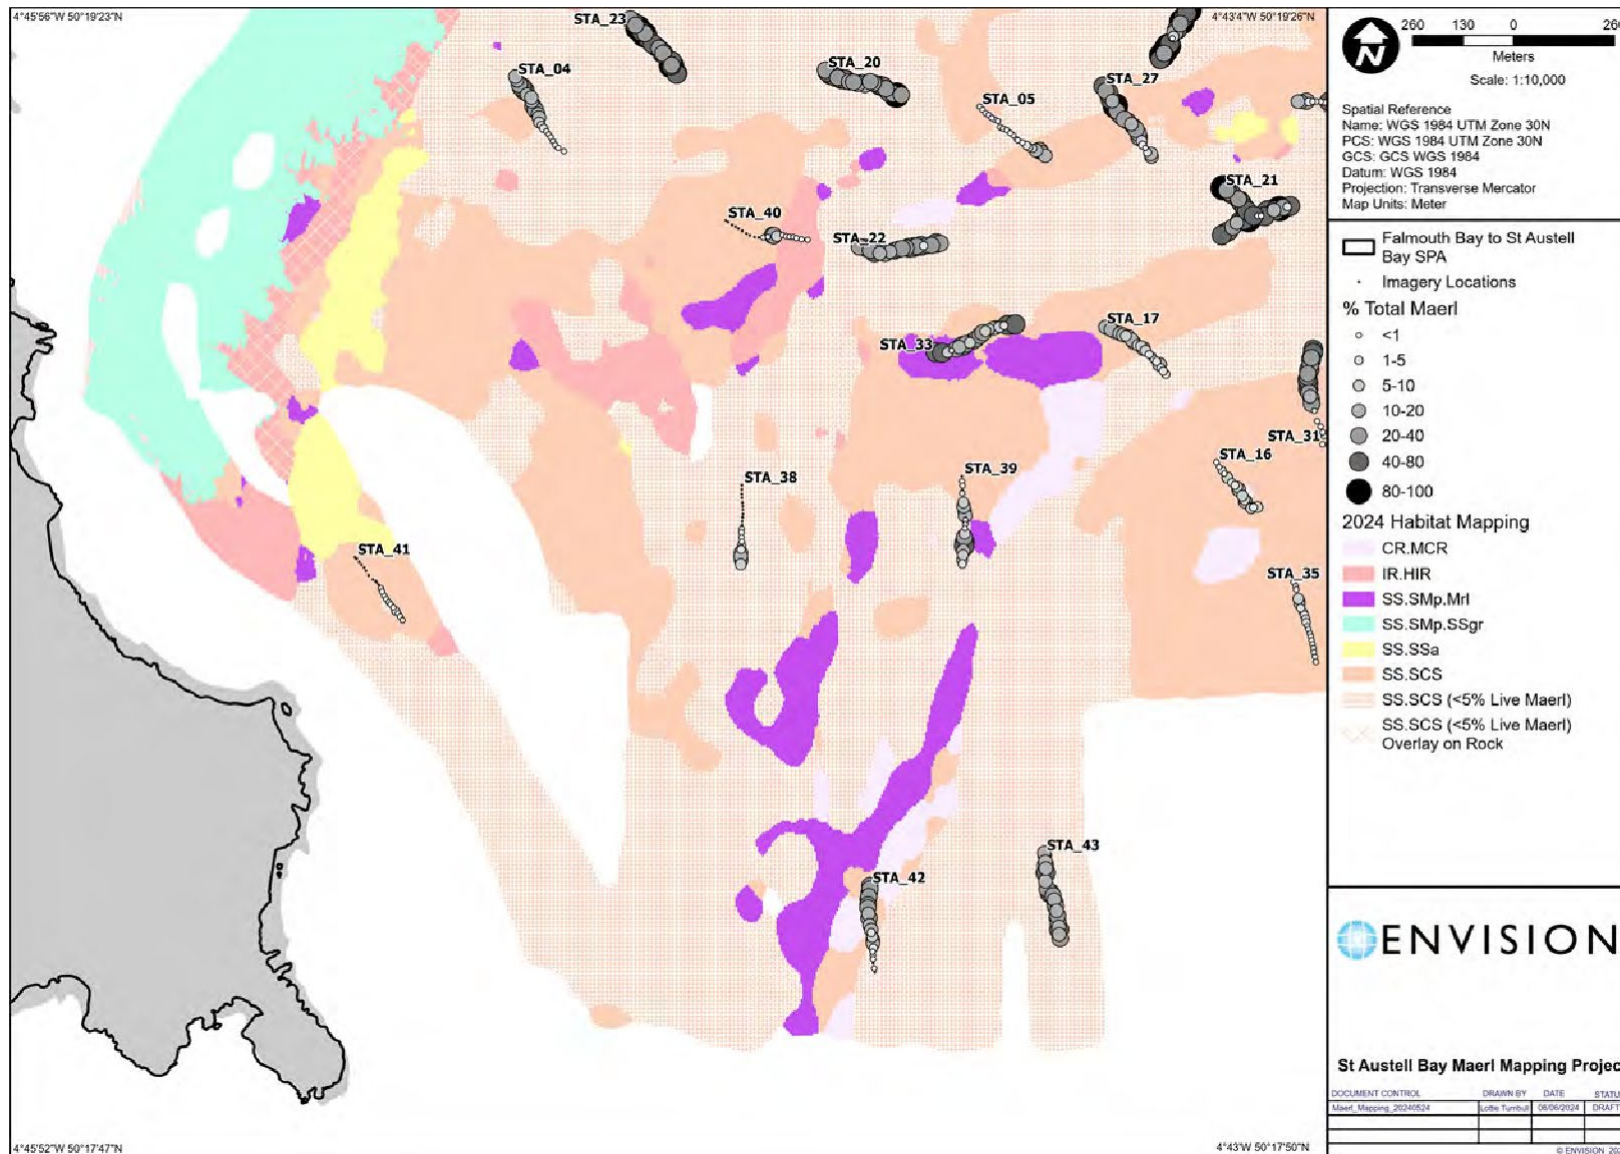 4°45'56"W 50°19'23"N
4°43'4"W 50°19'26"N
STA_23
STA_04
STA_20
STA_27
STA_05
STA_21
STA_40
STA_22
STA_17
STA_33
STA_31
STA_16
STA_39
STA_38
STA_41
STA_35
STA_43
STA_42
4°45'52"W 50°17'47"N
4°43'W 50°17'50"N
N
260 130 0 26
Meters
Scale: 1:10,000
Spatial Reference
Name: WGS 1984 UTM Zone 30N
PCS: WGS 1984 UTM Zone 30N
GCS: GCS WGS 1984
Datum: WGS 1984
Projection: Transverse Mercator
Map Units: Meter
Falmouth Bay to St Austell
Bay SPA
Imagery Locations
% Total Maerl
<1
1-5
5-10
10-20
20-40
40-80
80-100
2024 Habitat Mapping
CR.MCR
IR.HIR
SS.SMp.Mrl
SS.SMp.SSgr
SS.SSa
SS.SCS
SS.SCS (<5% Live Maerl)
SS.SCS (<5% Live Maerl)
Overlay on Rock
ENVISION
St Austell Bay Maerl Mapping Projec
DOCUMENT CONTROL DRAWN BY DATE STATU
Maerl_Mapping_20240524 Lottie Turnbull 06/06/2024 DRAFT
© ENVISION 202